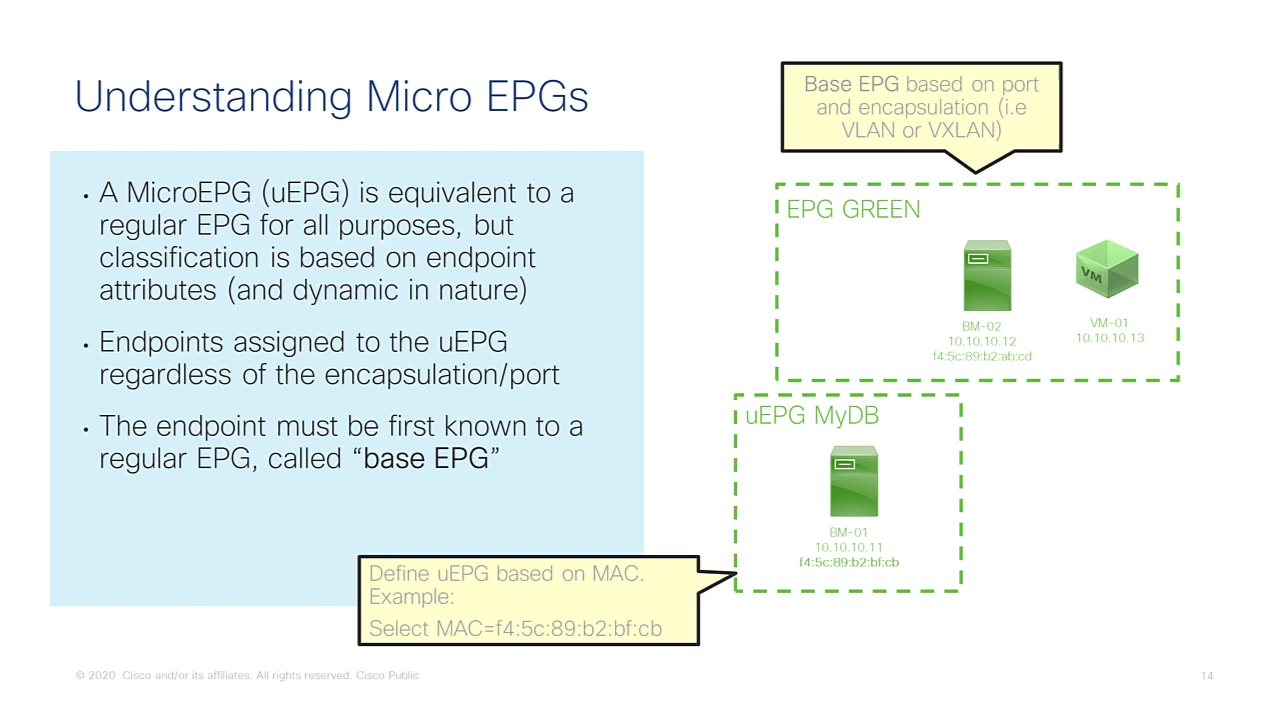 Understanding Micro EPGs
• A MicroEPG (uEPG) is equivalent to a
regular EPG for all purposes, but
classification is based on endpoint
attributes (and dynamic in nature)
• Endpoints assigned to the uEPG
regardless of the encapsulation/port
• The endpoint must be first known to a
regular EPG, called “base EPG”
Base EPG based on port
and encapsulation (i.e
VLAN or VXLAN)
EPG GREEN
VM
BM-02
10.10.10.12
f4:5c:89:b2:ab:cd
VM-01
10.10.10.13
uEPG MyDB
BM-01
10.10.10.11
f4:5c:89:b2:bf:cb
Define uEPG based on MAC.
Example:
Select MAC=f4:5c:89:b2:bf:cb
© 2020 Cisco and/or its affiliates. All rights reserved. Cisco Public
14